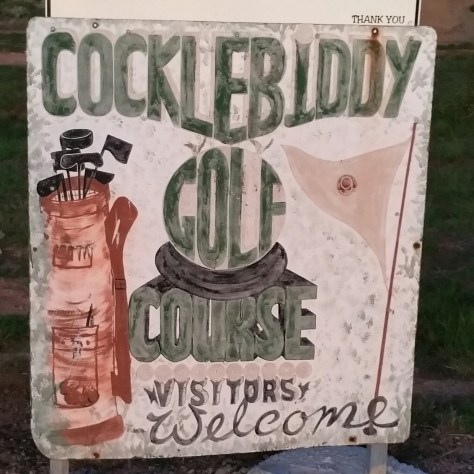 THANK YOU
COCKLEBIDDY
GOLF
COURSE
VISITORS
Welcome